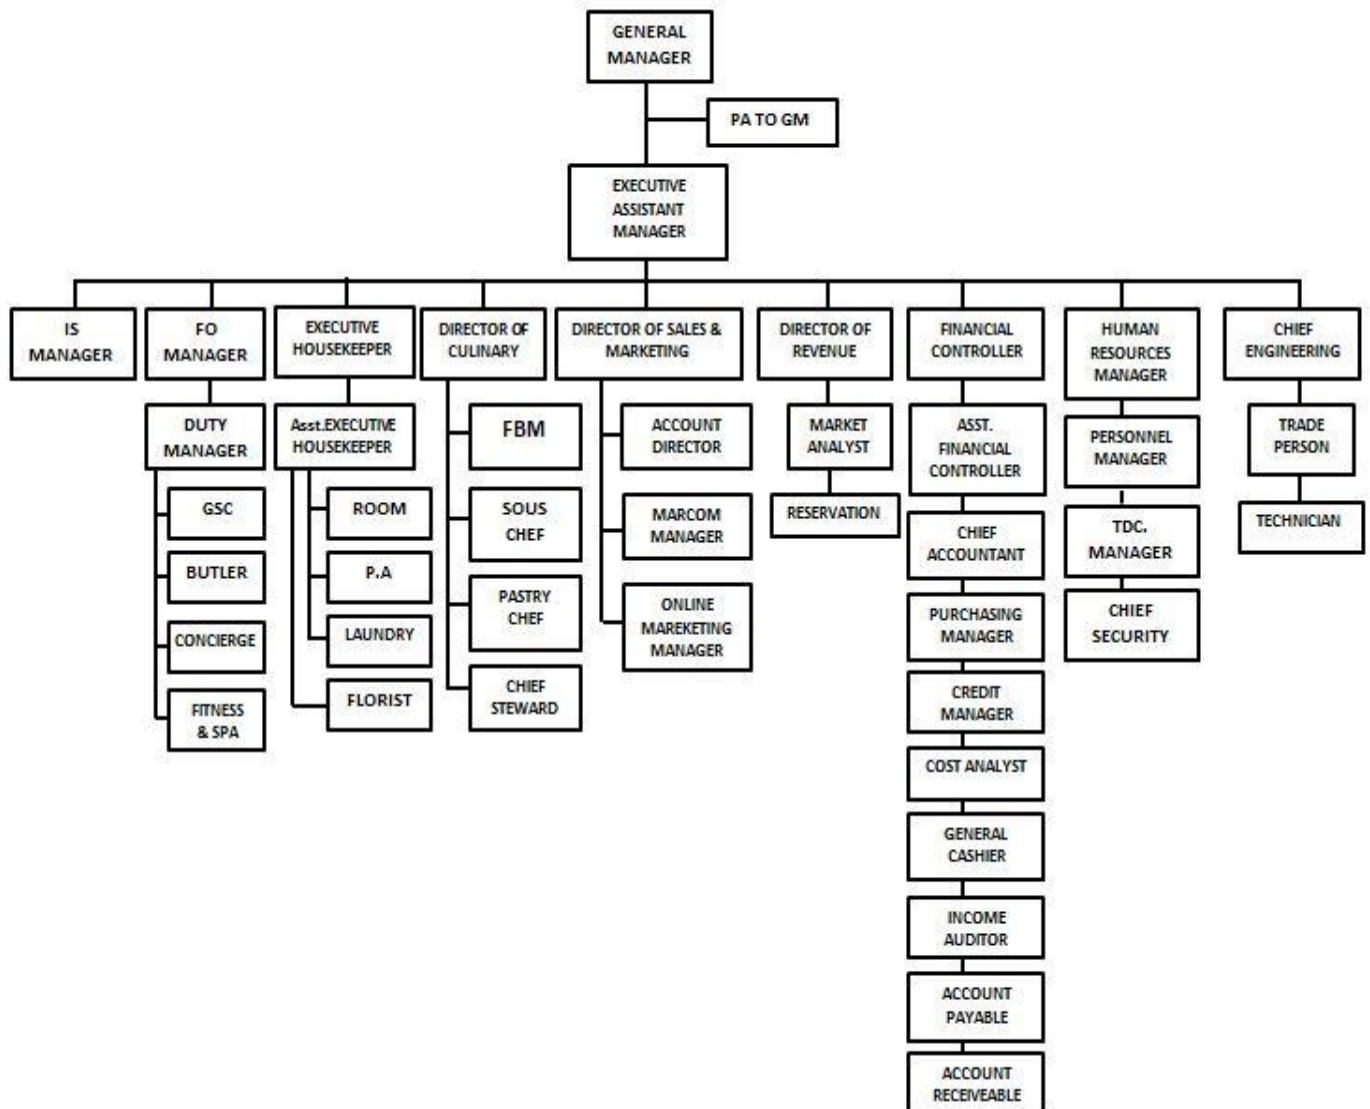 GENERAL
MANAGER
PA TO GM
EXECUTIVE
ASSISTANT
MANAGER
IS
MANAGER
FO
MANAGER
EXECUTIVE
HOUSEKEEPER
DIRECTOR OF
CULINARY
DIRECTOR OF SALES &
MARKETING
DIRECTOR OF
REVENUE
FINANCIAL
CONTROLLER
HUMAN
RESOURCES
MANAGER
CHIEF
ENGINEERING
DUTY
MANAGER
GSC
BUTLER
CONCIERGE
FITNESS
& SPA
Asst.EXECUTIVE
HOUSEKEEPER
ROOM
P.A
LAUNDRY
FLORIST
FBM
SOUS
CHEF
PASTRY
CHEF
CHIEF
STEWARD
ACCOUNT
DIRECTOR
MARCOM
MANAGER
ONLINE
MAREKETING
MANAGER
MARKET
ANALYST
RESERVATION
ASST.
FINANCIAL
CONTROLLER
CHIEF
ACCOUNTANT
PURCHASING
MANAGER
CREDIT
MANAGER
COST ANALYST
GENERAL
CASHIER
INCOME
AUDITOR
ACCOUNT
PAYABLE
ACCOUNT
RECEIVEABLE
PERSONNEL
MANAGER
TDC.
MANAGER
CHIEF
SECURITY
TRADE
PERSON
TECHNICIAN